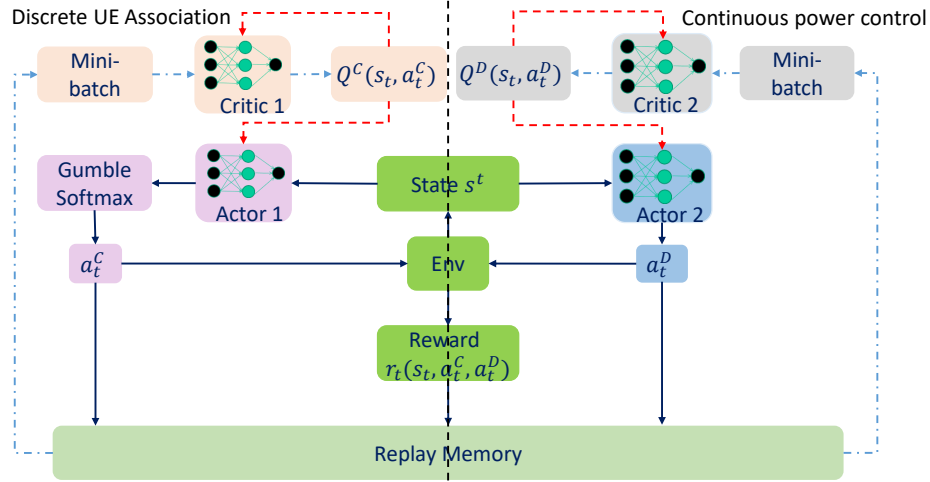 Discrete UE Association
Continuous power control
Mini-
batch
Critic 1
Q^C(s_t, a_t^C)
Q^D(s_t, a_t^D)
Critic 2
Mini-
batch
Gumble
Softmax
Actor 1
State s^t
Actor 2
a_t^C
Env
a_t^D
Reward
r_t(s_t, a_t^C, a_t^D)
Replay Memory